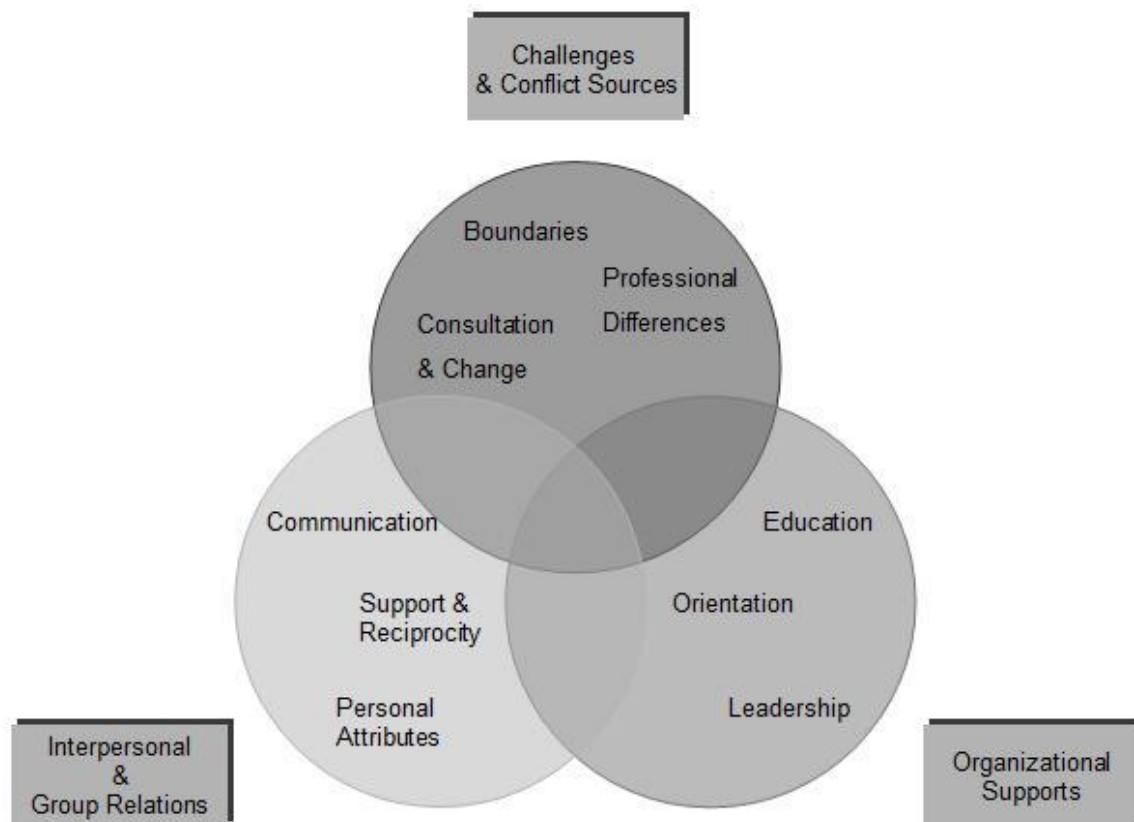 Challenges
& Conflict Sources
Boundaries
Professional
Differences
Consultation
& Change
Communication
Support &
Reciprocity
Personal
Attributes
Education
Orientation
Leadership
Interpersonal
&
Group Relations
Organizational
Supports